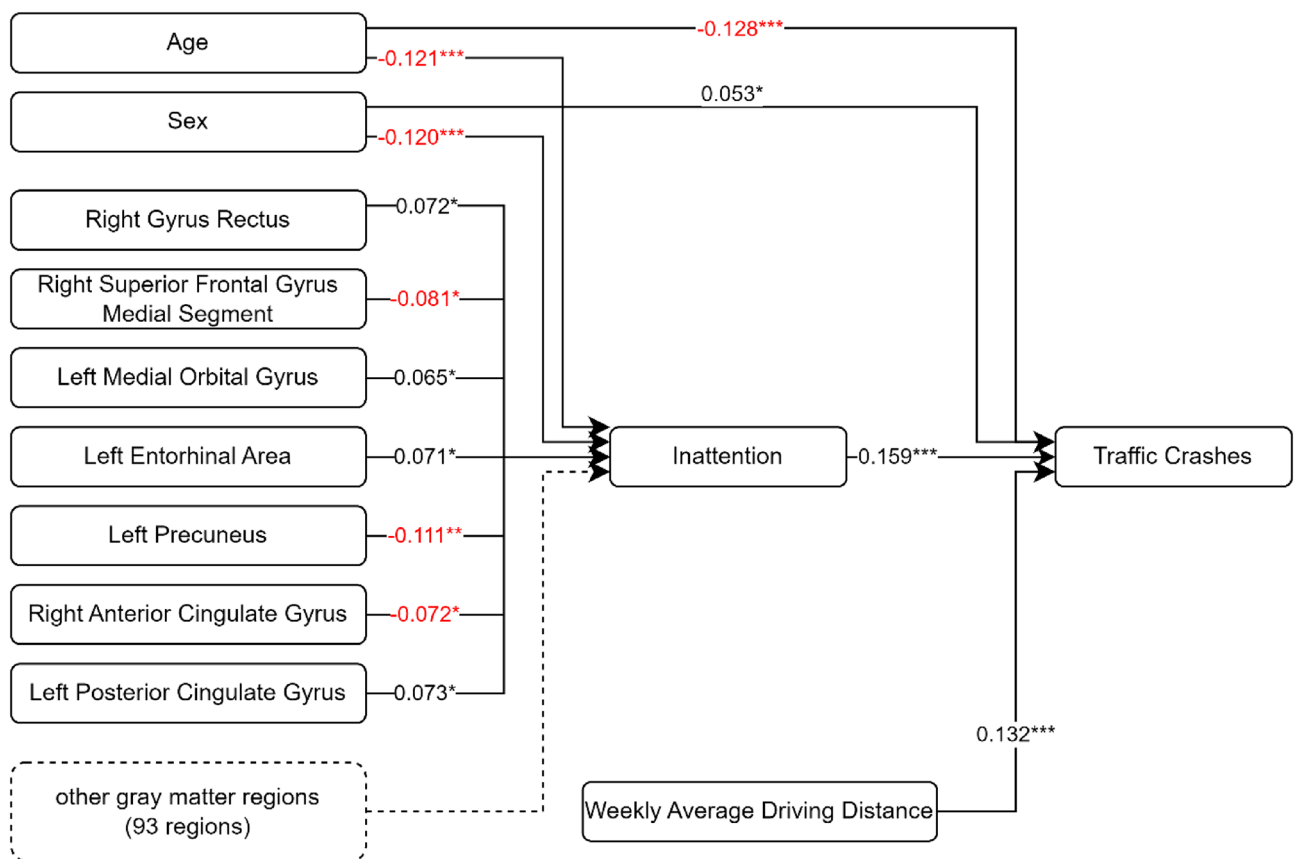 Age
-0.128***
-0.121***
Sex
0.053*
-0.120***
Right Gyrus Rectus
0.072*
Right Superior Frontal Gyrus
Medial Segment
-0.081*
Left Medial Orbital Gyrus
0.065*
Left Entorhinal Area
0.071*
Inattention
0.159***
Traffic Crashes
Left Precuneus
-0.111**
Right Anterior Cingulate Gyrus
-0.072*
Left Posterior Cingulate Gyrus
0.073*
0.132***
other gray matter regions
(93 regions)
Weekly Average Driving Distance